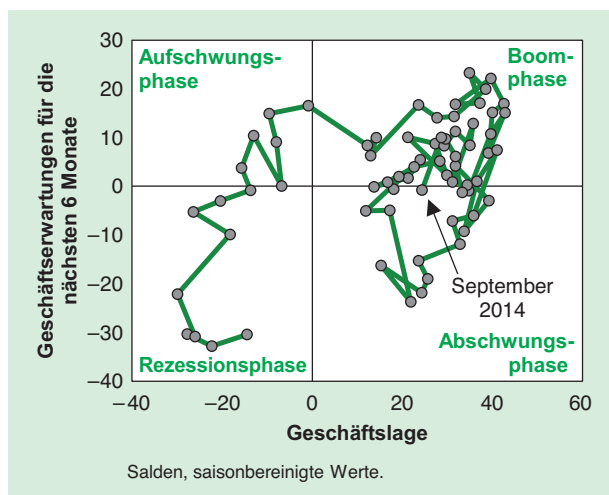 Geschäftserwartungen für die
nächsten 6 Monate
30
20
10
0
−10
−20
−30
−40
Aufschwungs-
phase
Boom-
phase
September
2014
Rezessionsphase
Abschwungs-
phase
−40
−20
0
20
40
60
Geschäftslage
Salden, saisonbereinigte Werte.